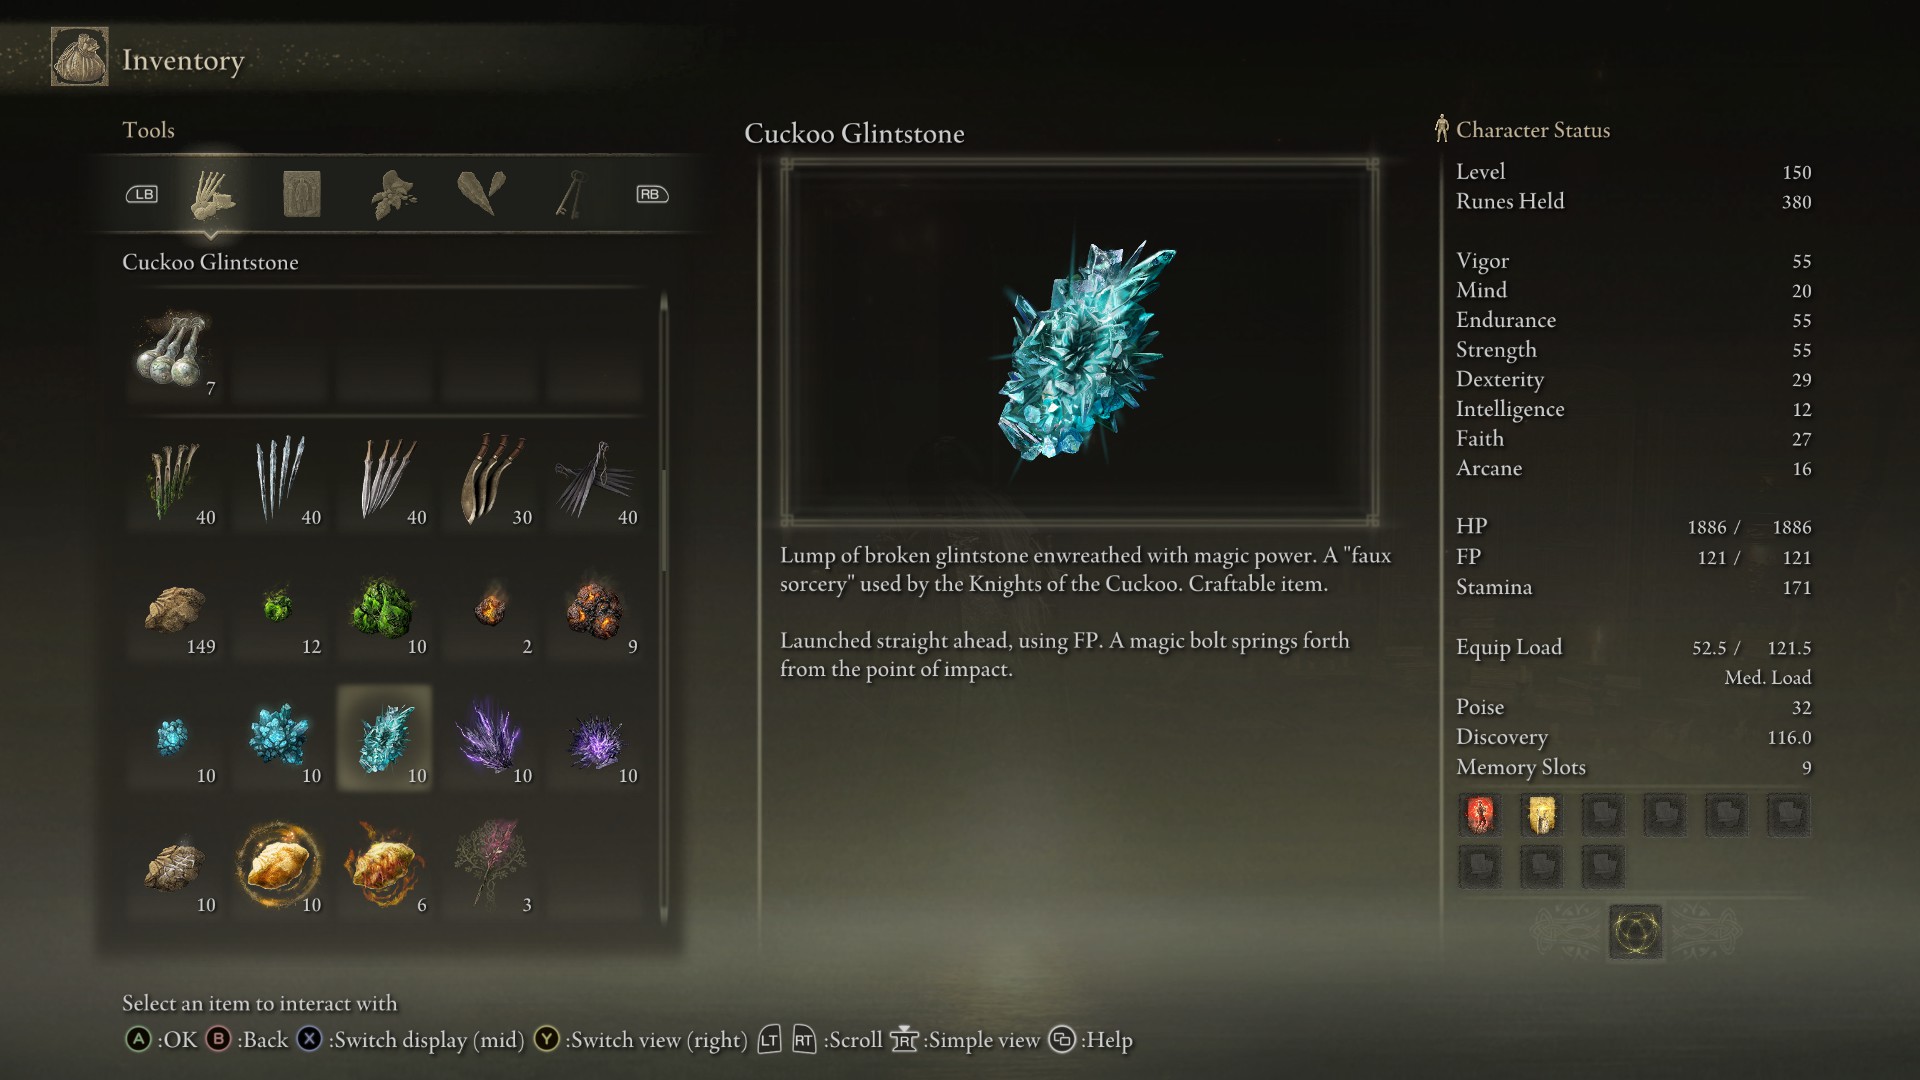 Inventory
Tools
LB
RB
Cuckoo Glintstone
7
40 40 40 30 40
149 12 10 2 9
10 10 10 10 10
10 10 6 3
Cuckoo Glintstone
Lump of broken glintstone enwreathed with magic power. A "faux
sorcery" used by the Knights of the Cuckoo. Craftable item.
Launched straight ahead, using FP. A magic bolt springs forth
from the point of impact.
Character Status
Level 150
Runes Held 380
Vigor 55
Mind 20
Endurance 55
Strength 55
Dexterity 29
Intelligence 12
Faith 27
Arcane 16
HP 1886 / 1886
FP 121 / 121
Stamina 171
Equip Load 52.5 / 121.5
Med. Load
Poise 32
Discovery 116.0
Memory Slots 9
Select an item to interact with
A :OK B :Back X :Switch display (mid) Y :Switch view (right) LT RT :Scroll R :Simple view :Help